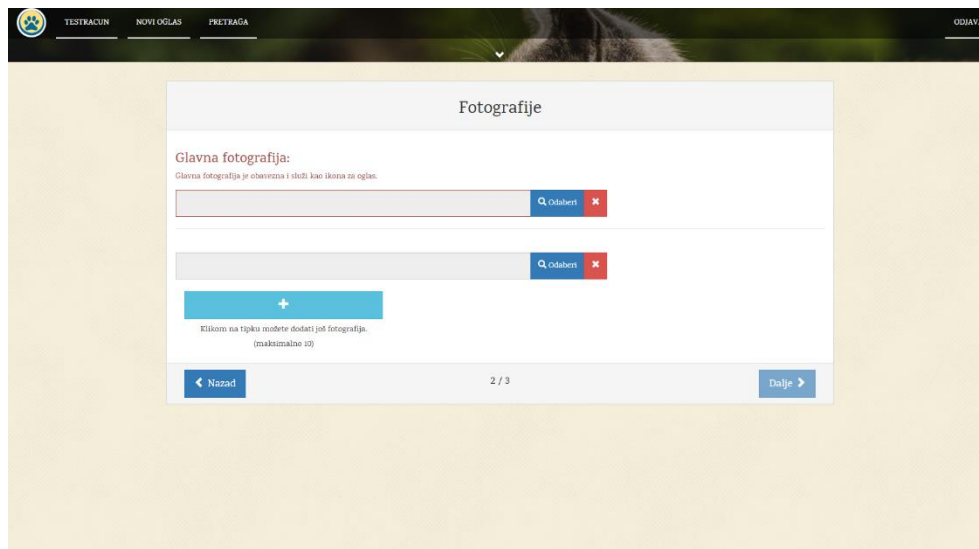 TESTRACUN NOVI OGLAS PRETRAGA ODJAV
Fotografije
Glavna fotografija:
Glavna fotografija je obavezna i služi kao ikona za oglas.
Odaberi
Odaberi
Klikom na tipku možete dodati još fotografija.
(maksimalno 10)
Nazad 2 / 3 Dalje